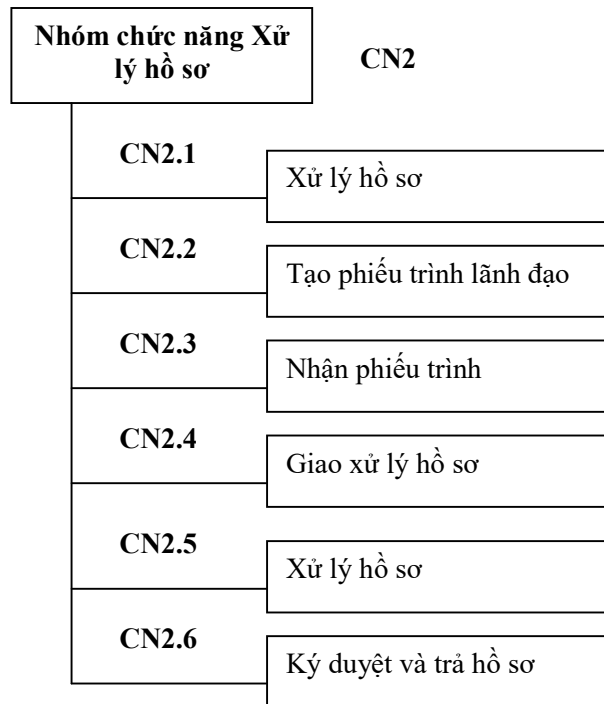 Nhóm chức năng Xử
lý hồ sơ
CN2
CN2.1
Xử lý hồ sơ
CN2.2
Tạo phiếu trình lãnh đạo
CN2.3
Nhận phiếu trình
CN2.4
Giao xử lý hồ sơ
CN2.5
Xử lý hồ sơ
CN2.6
Ký duyệt và trả hồ sơ